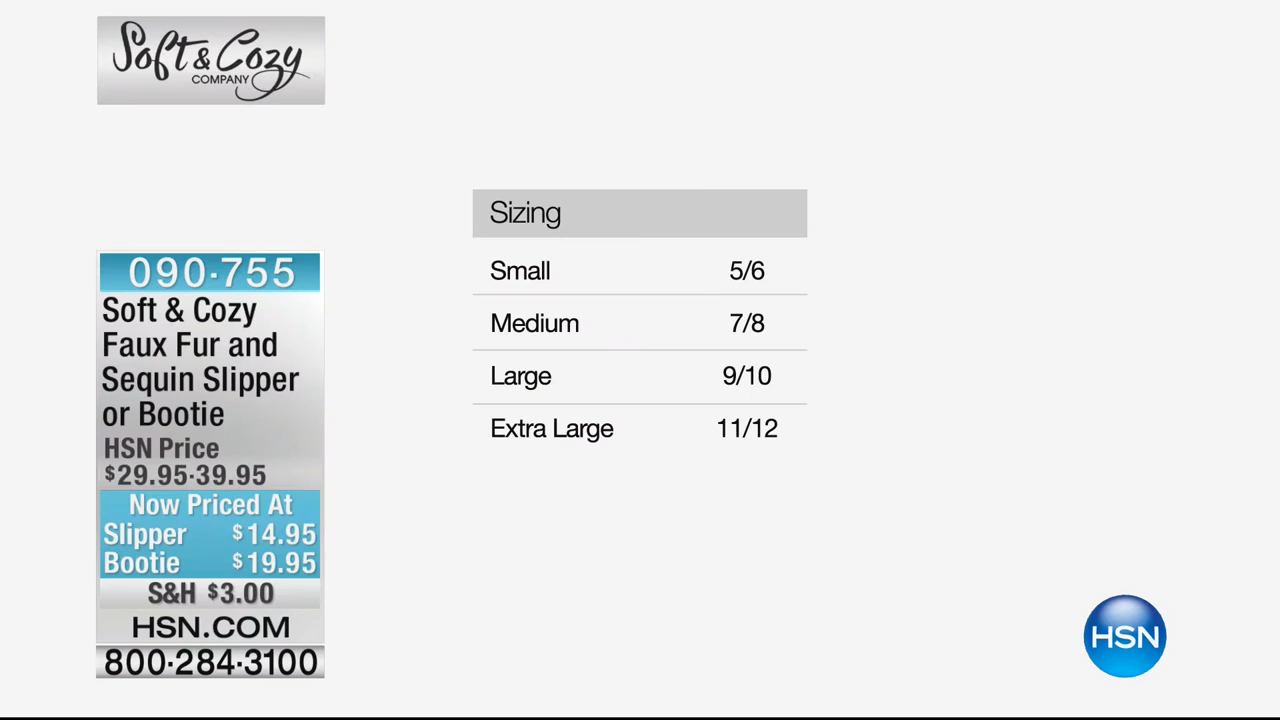 Soft & Cozy
COMPANY
Sizing
Small 5/6
Medium 7/8
Large 9/10
Extra Large 11/12
090·755
Soft & Cozy
Faux Fur and
Sequin Slipper
or Bootie
HSN Price
$29.95-39.95
Now Priced At
Slipper $14.95
Bootie $19.95
S&H $3.00
HSN.COM
800·284·3100
HSN